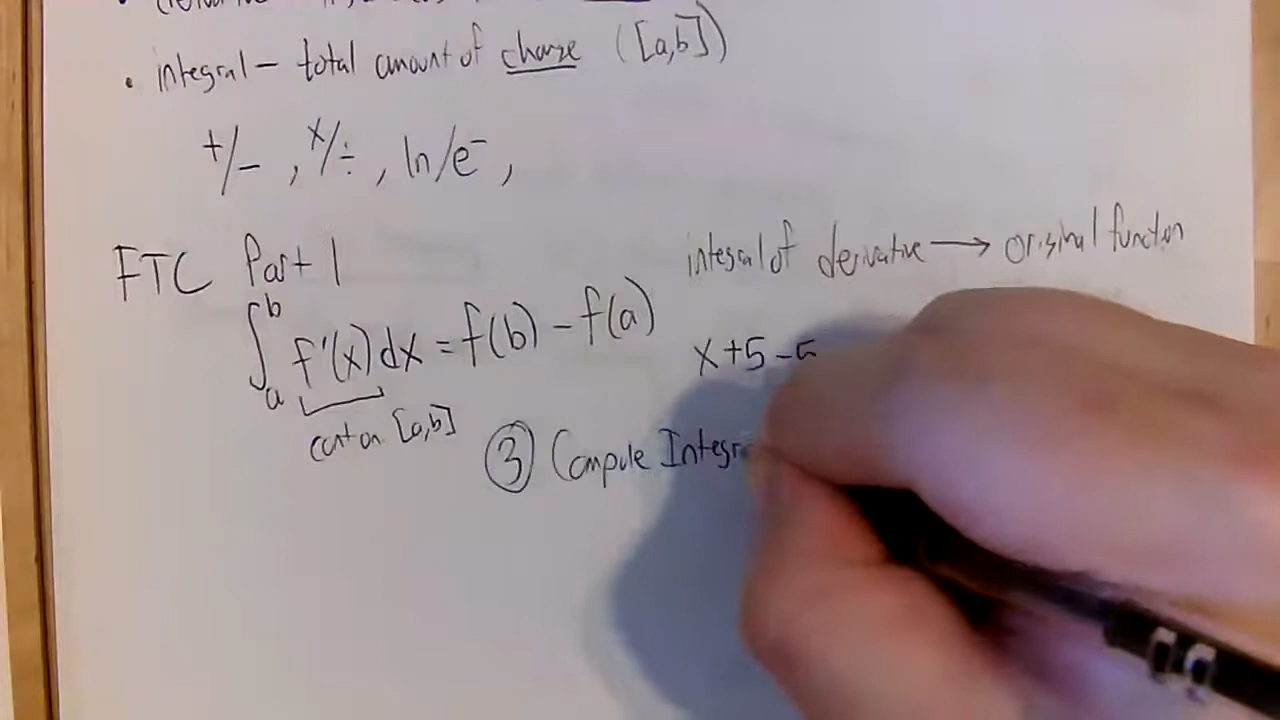 • integral – total amount of change ([a,b])
+/- , x/÷ , ln/e⁻ ,
FTC Part 1
integral of derivative → original function
∫ₐᵇ f'(x) dx = f(b) - f(a)
x+5-5
cont on [a,b]
③ Compute Integr